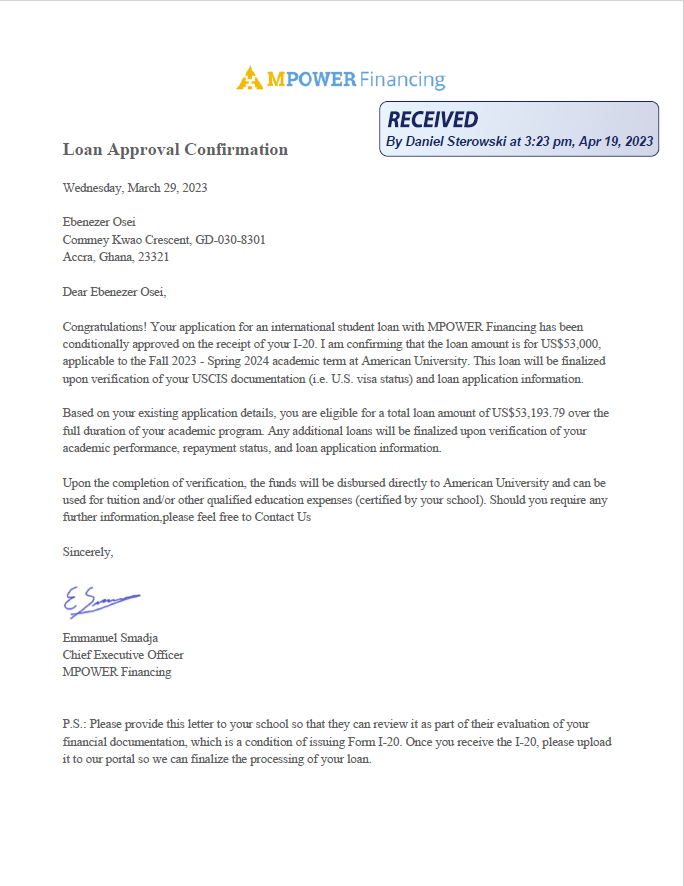 MPOWER Financing
RECEIVED
By Daniel Sterowski at 3:23 pm, Apr 19, 2023
Loan Approval Confirmation
Wednesday, March 29, 2023
Ebenezer Osei
Commey Kwao Crescent, GD-030-8301
Accra, Ghana, 23321
Dear Ebenezer Osei,
Congratulations! Your application for an international student loan with MPOWER Financing has been
conditionally approved on the receipt of your I-20. I am confirming that the loan amount is for US$53,000,
applicable to the Fall 2023 - Spring 2024 academic term at American University. This loan will be finalized
upon verification of your USCIS documentation (i.e. U.S. visa status) and loan application information.
Based on your existing application details, you are eligible for a total loan amount of US$53,193.79 over the
full duration of your academic program. Any additional loans will be finalized upon verification of your
academic performance, repayment status, and loan application information.
Upon the completion of verification, the funds will be disbursed directly to American University and can be
used for tuition and/or other qualified education expenses (certified by your school). Should you require any
further information,please feel free to Contact Us
Sincerely,
Emmanuel Smadja
Chief Executive Officer
MPOWER Financing
P.S.: Please provide this letter to your school so that they can review it as part of their evaluation of your
financial documentation, which is a condition of issuing Form I-20. Once you receive the I-20, please upload
it to our portal so we can finalize the processing of your loan.